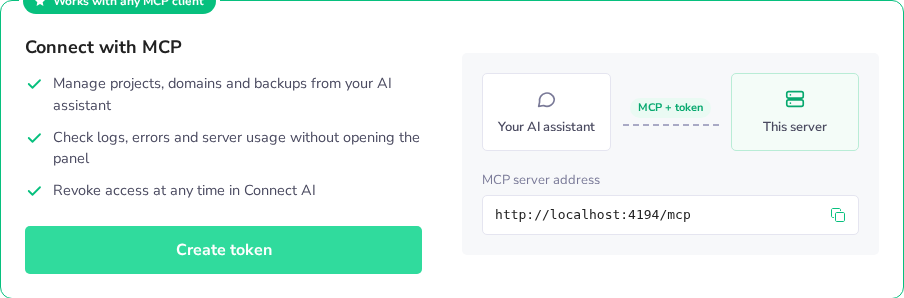 Works with any MCP client
Connect with MCP
Manage projects, domains and backups from your AI
assistant
Check logs, errors and server usage without opening the
panel
Revoke access at any time in Connect AI
Create token
Your AI assistant
MCP + token
This server
MCP server address
http://localhost:4194/mcp